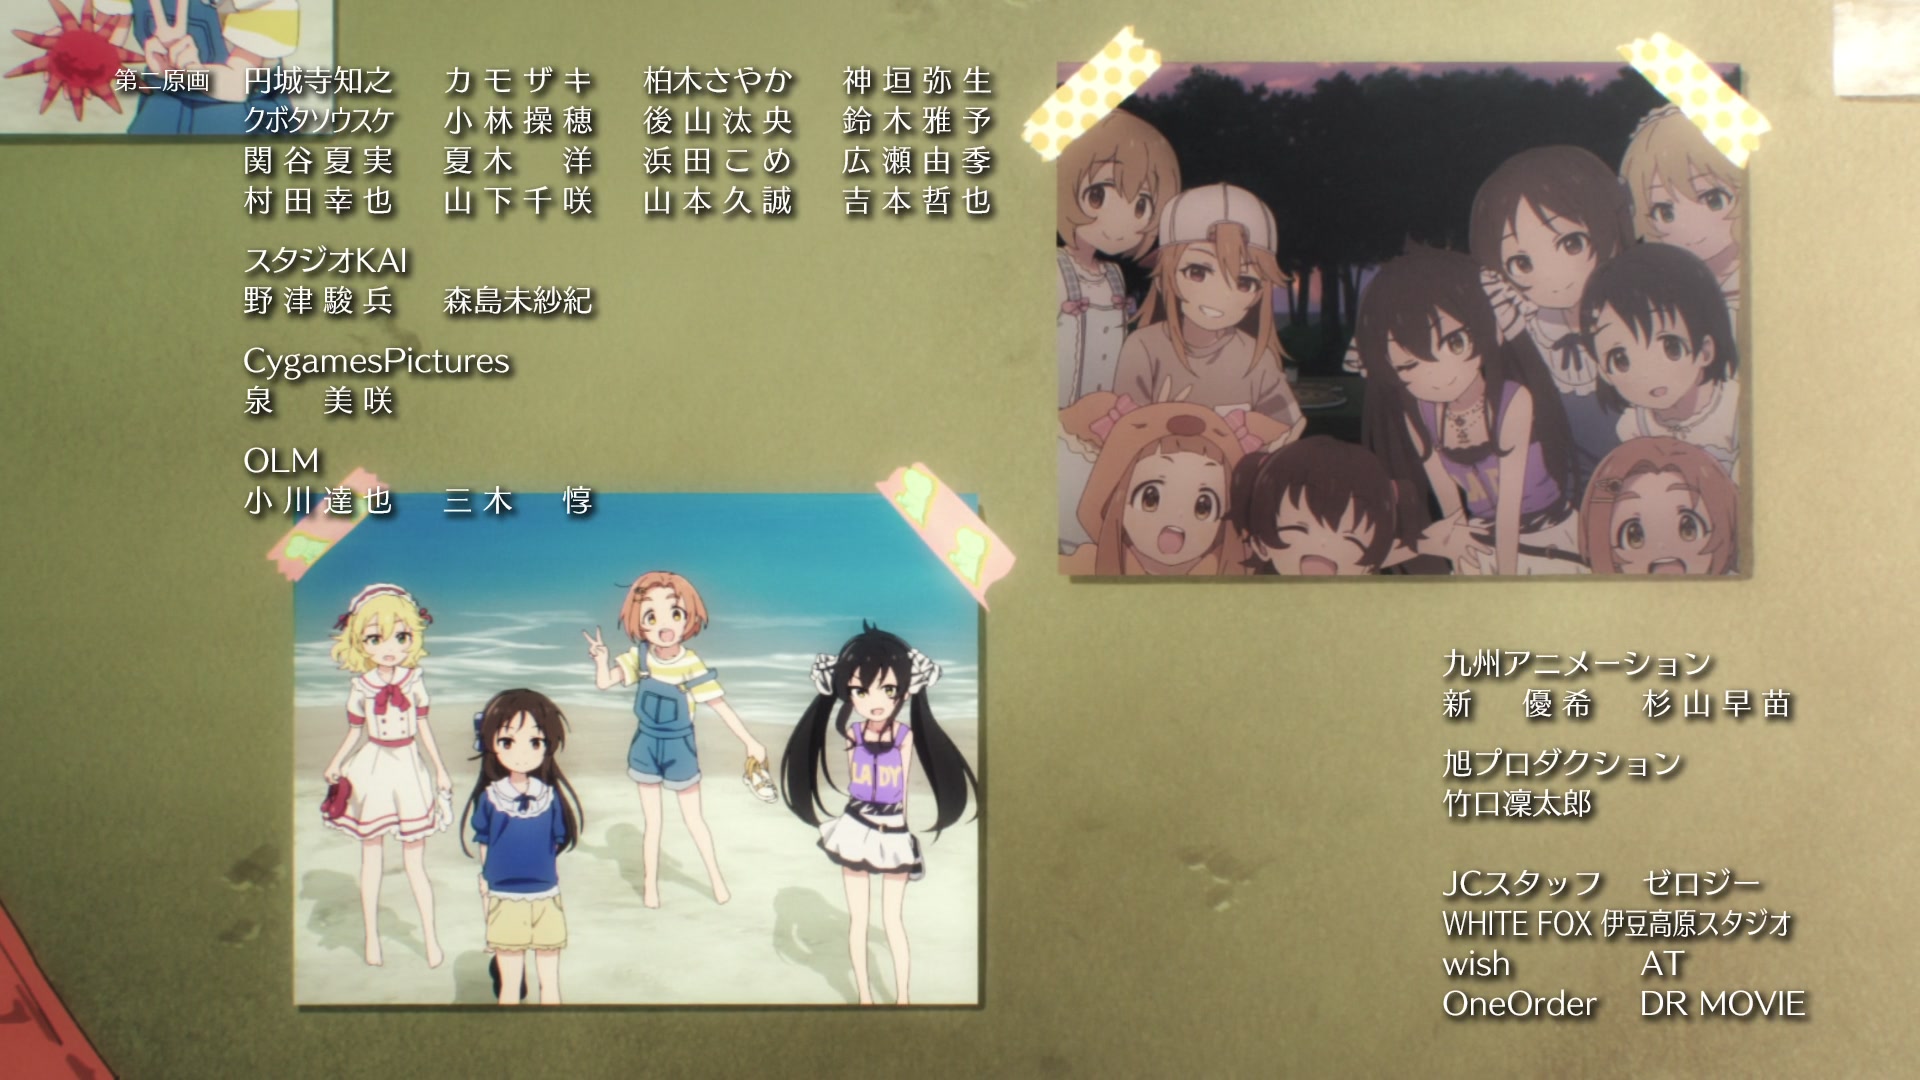 第二原画 円城寺知之 カモザキ 柏木さやか 神垣弥生
クボタソウスケ 小林操穂 後山汰央 鈴木雅予
関谷夏実 夏木 洋 浜田こめ 広瀬由季
村田幸也 山下千咲 山本久誠 吉本哲也
スタジオKAI
野津駿兵 森島未紗紀
CygamesPictures
泉 美咲
OLM
小川達也 三木 惇
LADY
九州アニメーション
新 優希 杉山早苗
旭プロダクション
竹口凜太郎
JCスタッフ ゼロジー
WHITE FOX 伊豆高原スタジオ
wish AT
OneOrder DR MOVIE